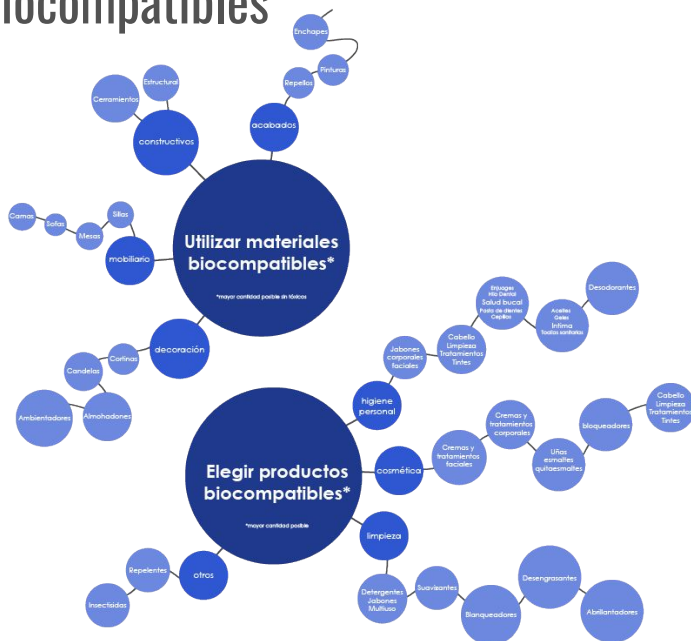 iocompatibles
Enchapes
Pinturas
Repellos
acabados
Estructural
Cerramientos
constructivos
Utilizar materiales
biocompatibles*
*mayor cantidad posible sin tóxicos
Camas
Sofas
Mesas
Sillas
mobiliario
decoración
Cortinas
Candelas
Almohadones
Ambientadores
Elegir productos
biocompatibles*
*mayor cantidad posible
higiene
personal
Jabones
corporales
faciales
Cabello
Limpieza
Tratamientos
Tintes
Enjuages
Hilo Dental
Salud bucal
Pasta de dientes
Cepillos
Aceites
Geles
Intima
Toallas sanitarias
Desodorantes
cosmética
Cremas y
tratamientos
faciales
Cremas y
tratamientos
corporales
Uñas
esmaltes
quitaesmaltes
bloqueadores
Cabello
Limpieza
Tratamientos
Tintes
limpieza
Detergentes
Jabones
Multiuso
Suavizantes
Blanqueadores
Desengrasantes
Abrillantadores
otros
Repelentes
Insectisidas